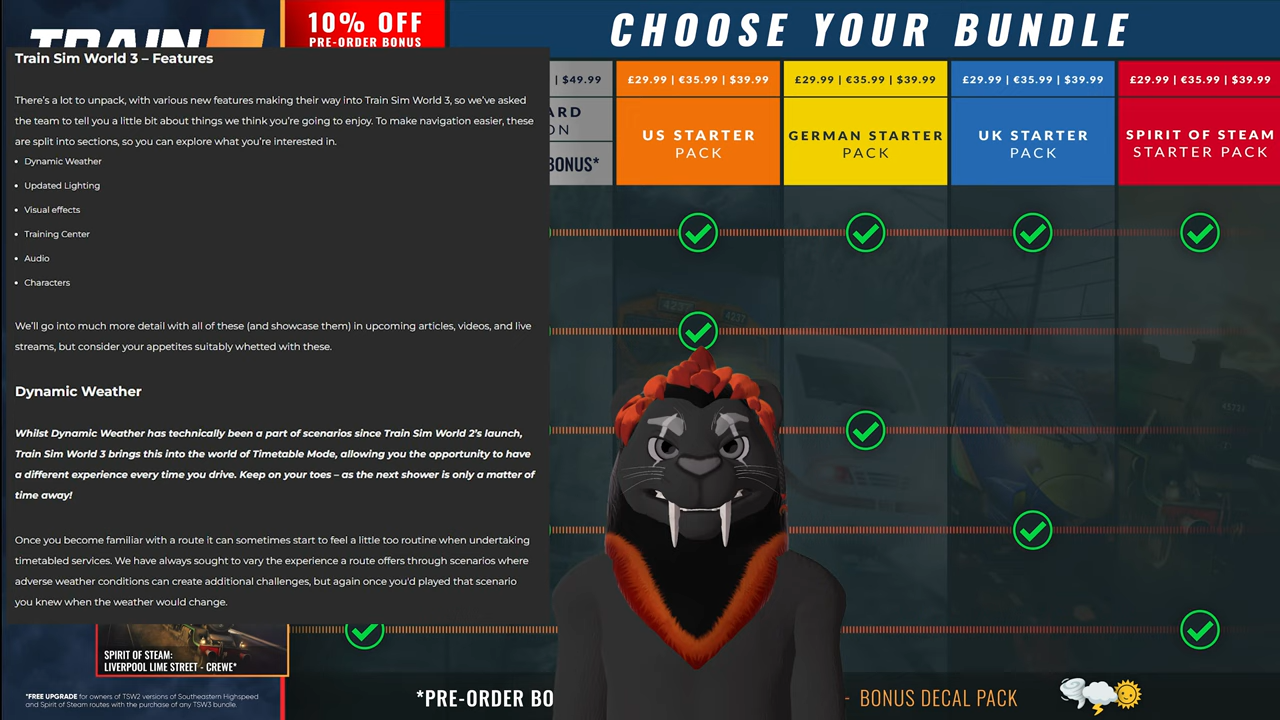 TRAIN
10% OFF
PRE-ORDER BONUS
CHOOSE YOUR BUNDLE
| $49.99
£29.99 | €35.99 | $39.99
£29.99 | €35.99 | $39.99
£29.99 | €35.99 | $39.99
£29.99 | €35.99 | $39.99
ARD
ON
BONUS*
US STARTER
PACK
GERMAN STARTER
PACK
UK STARTER
PACK
SPIRIT OF STEAM
STARTER PACK
Train Sim World 3 – Features
There's a lot to unpack, with various new features making their way into Train Sim World 3, so we've asked
the team to tell you a little bit about things we think you're going to enjoy. To make navigation easier, these
are split into sections, so you can explore what you're interested in.
• Dynamic Weather
• Updated Lighting
• Visual effects
• Training Center
• Audio
• Characters
We'll go into much more detail with all of these (and showcase them) in upcoming articles, videos, and live
streams, but consider your appetites suitably whetted with these.
Dynamic Weather
Whilst Dynamic Weather has technically been a part of scenarios since Train Sim World 2's launch,
Train Sim World 3 brings this into the world of Timetable Mode, allowing you the opportunity to have
a different experience every time you drive. Keep on your toes – as the next shower is only a matter of
time away!
Once you become familiar with a route it can sometimes start to feel a little too routine when undertaking
timetabled services. We have always sought to vary the experience a route offers through scenarios where
adverse weather conditions can create additional challenges, but again once you'd played that scenario
you knew when the weather would change.
SPIRIT OF STEAM:
LIVERPOOL LIME STREET - CREWE*
*FREE UPGRADE for owners of TSW2 versions of Southeastern Highspeed
and Spirit of Steam routes with the purchase of any TSW3 bundle.
*PRE-ORDER BO
- BONUS DECAL PACK